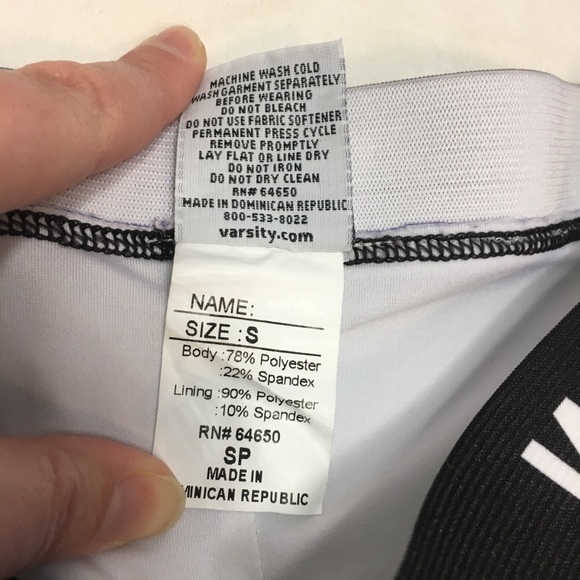 MACHINE WASH COLD
WASH GARMENT SEPARATELY
BEFORE WEARING
DO NOT BLEACH
DO NOT USE FABRIC SOFTENER
PERMANENT PRESS CYCLE
REMOVE PROMPTLY
LAY FLAT OR LINE DRY
DO NOT IRON
DO NOT DRY CLEAN
RN# 64650
MADE IN DOMINICAN REPUBLIC
800-533-8022
varsity.com
NAME:
SIZE : S
Body :78% Polyester
:22% Spandex
Lining :90% Polyester
:10% Spandex
RN# 64650
SP
MADE IN
MINICAN REPUBLIC